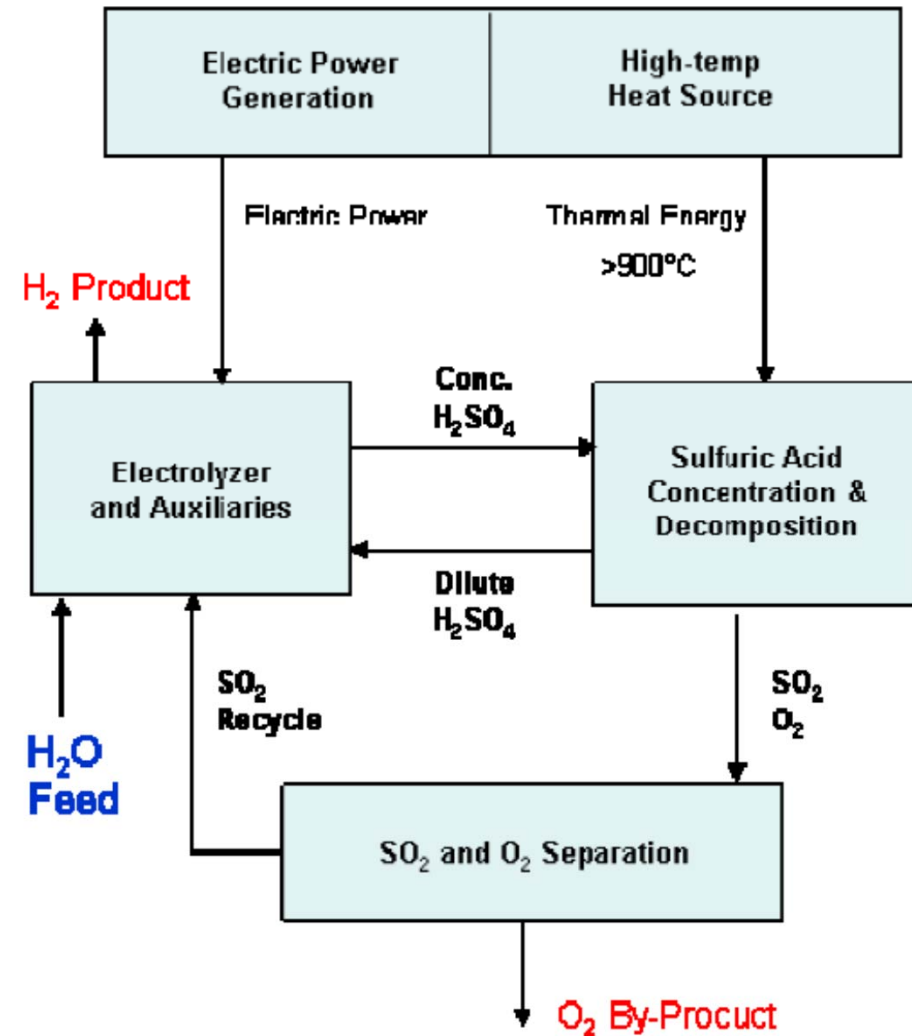 Electric Power
Generation
High-temp
Heat Source
Electric Power
Thermal Energy
>900°C
H₂ Product
Conc.
H₂SO₄
Electrolyzer
and Auxiliaries
Sulfuric Acid
Concentration &
Decomposition
Dilute
H₂SO₄
SO₂
Recycle
SO₂
O₂
H₂O
Feed
SO₂ and O₂ Separation
O₂ By-Procuct